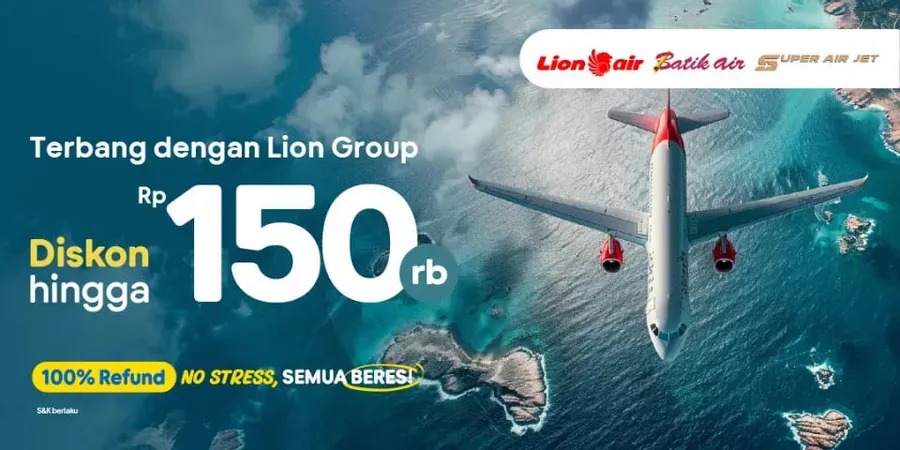 Lion air Batik air SUPER AIR JET
Terbang dengan Lion Group
Diskon hingga
Rp 150 rb
100% Refund NO STRESS, SEMUA BERES!
S&K berlaku